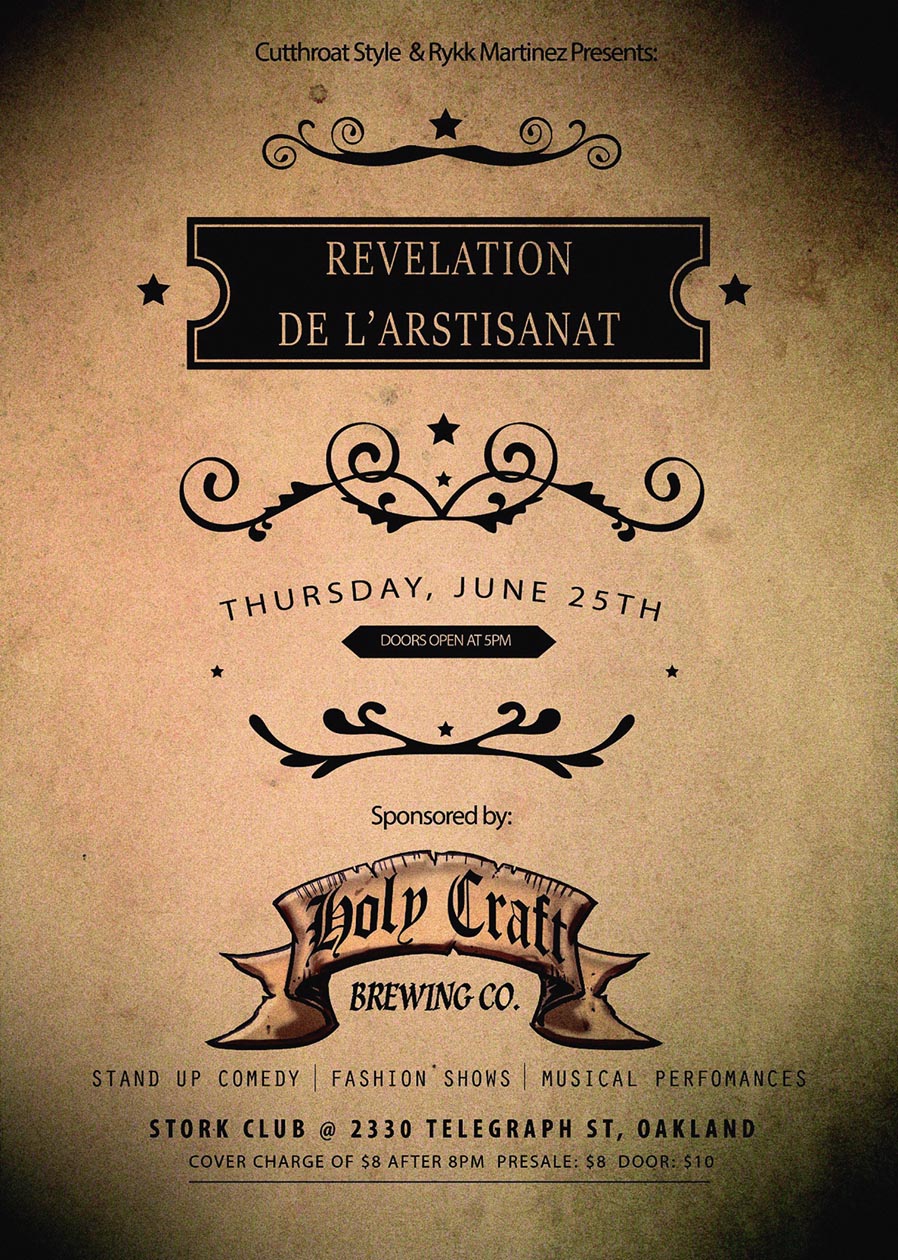 Cutthroat Style & Rykk Martinez Presents:
REVELATION
DE L'ARSTISANAT
THURSDAY, JUNE 25TH
DOORS OPEN AT 5PM
Sponsored by:
Holy Craft
BREWING CO.
STAND UP COMEDY | FASHION SHOWS | MUSICAL PERFOMANCES
STORK CLUB @ 2330 TELEGRAPH ST, OAKLAND
COVER CHARGE OF $8 AFTER 8PM PRESALE: $8 DOOR: $10